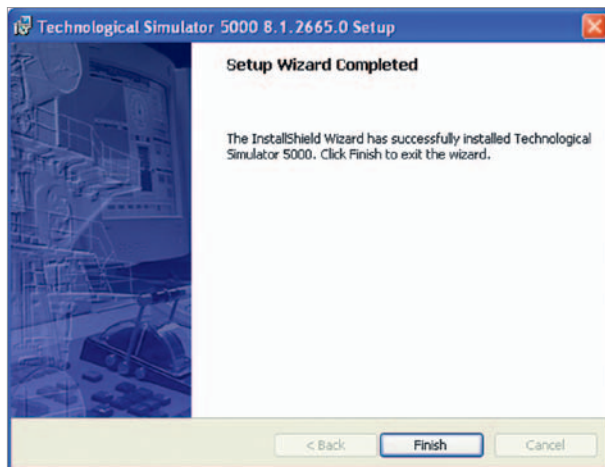 Technological Simulator 5000 8.1.2665.0 Setup
Setup Wizard Completed
The InstallShield Wizard has successfully installed Technological
Simulator 5000. Click Finish to exit the wizard.
< Back
Finish
Cancel